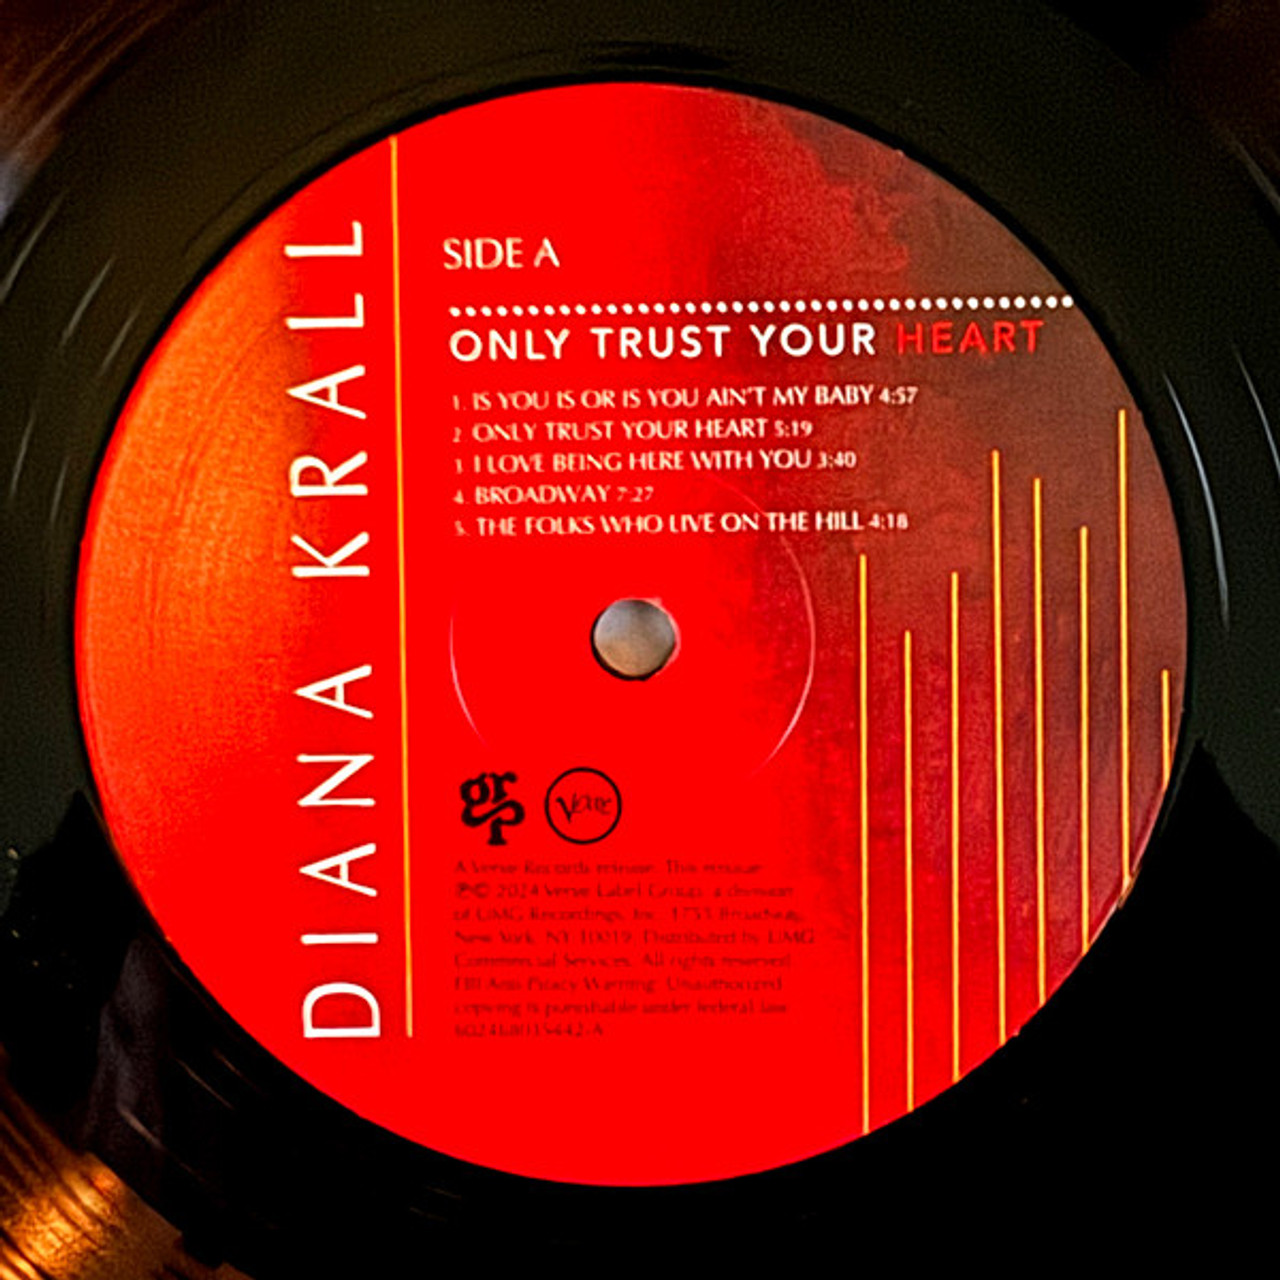 DIANA KRALL
SIDE A
ONLY TRUST YOUR HEART
1. IS YOU IS OR IS YOU AIN'T MY BABY 4:57
2. ONLY TRUST YOUR HEART 5:19
3. I LOVE BEING HERE WITH YOU 3:40
4. BROADWAY 7:27
5. THE FOLKS WHO LIVE ON THE HILL 4:18
grp VERVE
A Verve Records release. This reissue
℗© 2024 Verve Label Group, a division
of UMG Recordings, Inc. 1755 Broadway,
New York, NY 10019. Distributed by UMG
Commercial Services. All rights reserved.
FBI Anti-Piracy Warning: Unauthorized
copying is punishable under federal law.